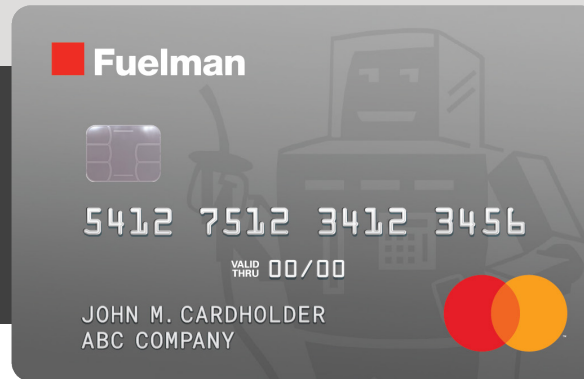 Fuelman
5412 7512 3412 3456
VALID THRU 00/00
JOHN M. CARDHOLDER
ABC COMPANY